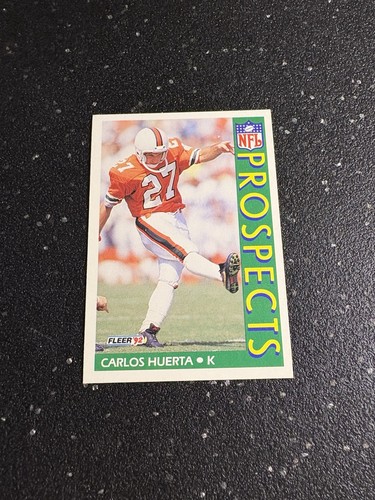 NFL
PROSPECTS
27
FLEER '92
CARLOS HUERTA • K